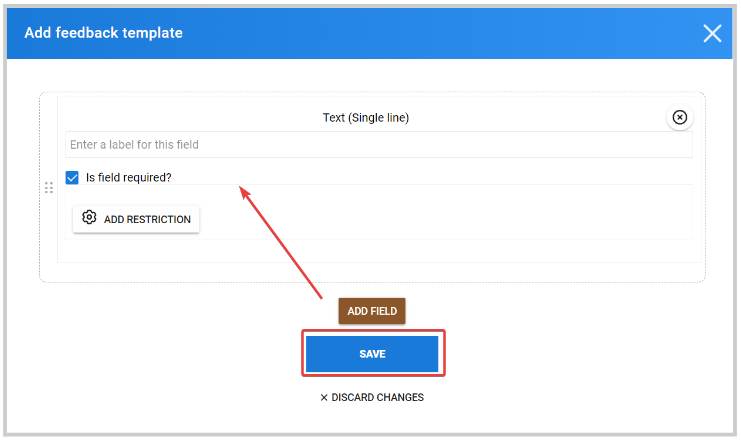 Add feedback template
Text (Single line)
Enter a label for this field
Is field required?
ADD RESTRICTION
ADD FIELD
SAVE
DISCARD CHANGES